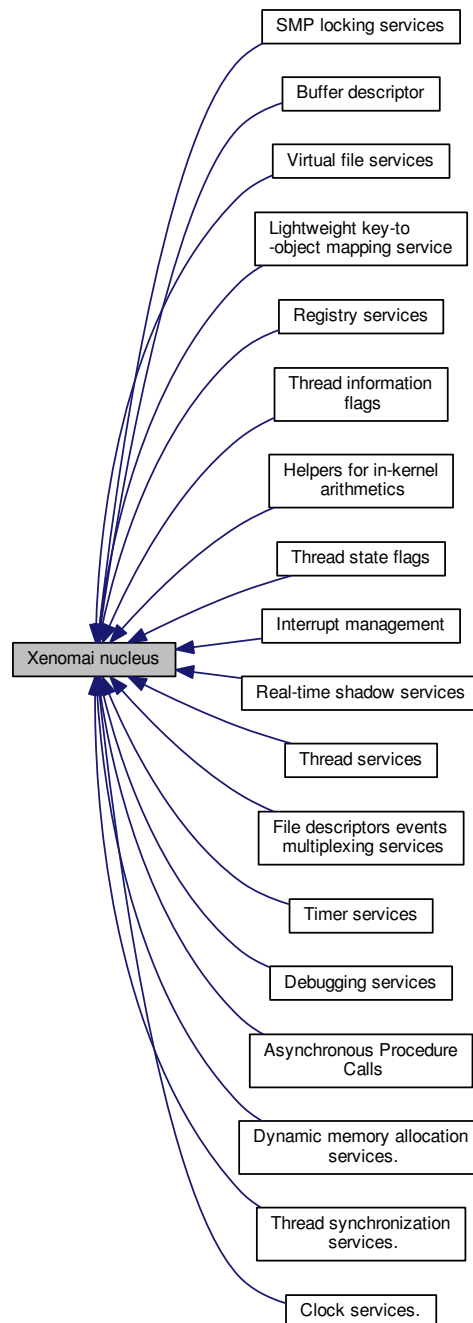 SMP locking services
Buffer descriptor
Virtual file services
Lightweight key-to
-object mapping service
Registry services
Thread information
flags
Helpers for in-kernel
arithmetics
Thread state flags
Interrupt management
Xenomai nucleus
Real-time shadow services
Thread services
File descriptors events
multiplexing services
Timer services
Debugging services
Asynchronous Procedure
Calls
Dynamic memory allocation
services.
Thread synchronization
services.
Clock services.